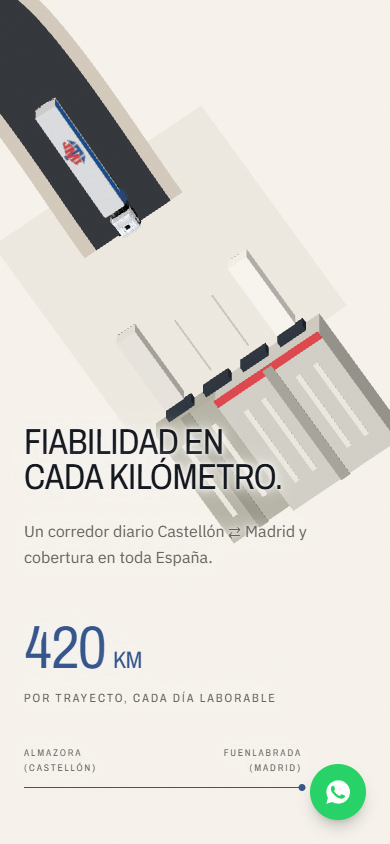 FIABILIDAD EN
CADA KILÓMETRO.
Un corredor diario Castellón ⇄ Madrid y
cobertura en toda España.
420 KM
POR TRAYECTO, CADA DÍA LABORABLE
ALMAZORA
(CASTELLÓN)
FUENLABRADA
(MADRID)